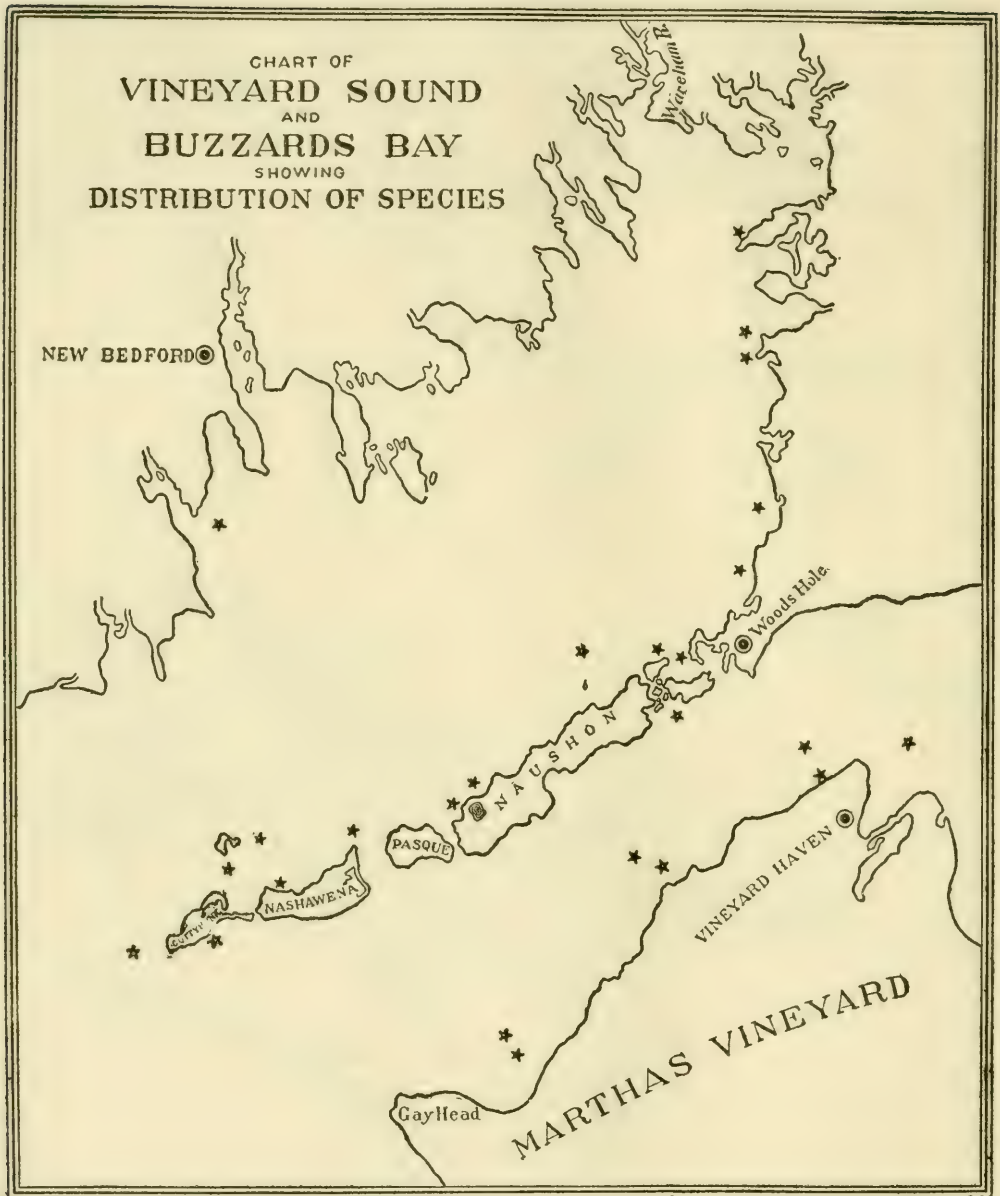 CHART OF
VINEYARD SOUND
AND
BUZZARDS BAY
SHOWING
DISTRIBUTION OF SPECIES
Wareham R.
NEW BEDFORD
Woods Hole.
NAUSHON
PASQUE
NASHAWENA
VINEYARD HAVEN
MARTHAS VINEYARD
Gay Head